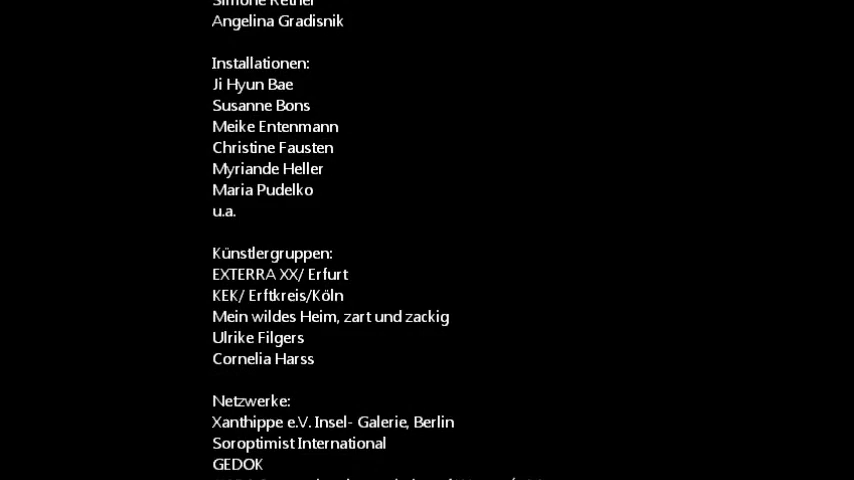 Angelina Gradisnik
Installationen:
Ji Hyun Bae
Susanne Bons
Meike Entenmann
Christine Fausten
Myriande Heller
Maria Pudelko
u.a.
Künstlergruppen:
EXTERRA XX/ Erfurt
KEK/ Erftkreis/Köln
Mein wildes Heim, zart und zackig
Ulrike Filgers
Cornelia Harss
Netzwerke:
Xanthippe e.V. Insel- Galerie, Berlin
Soroptimist International
GEDOK